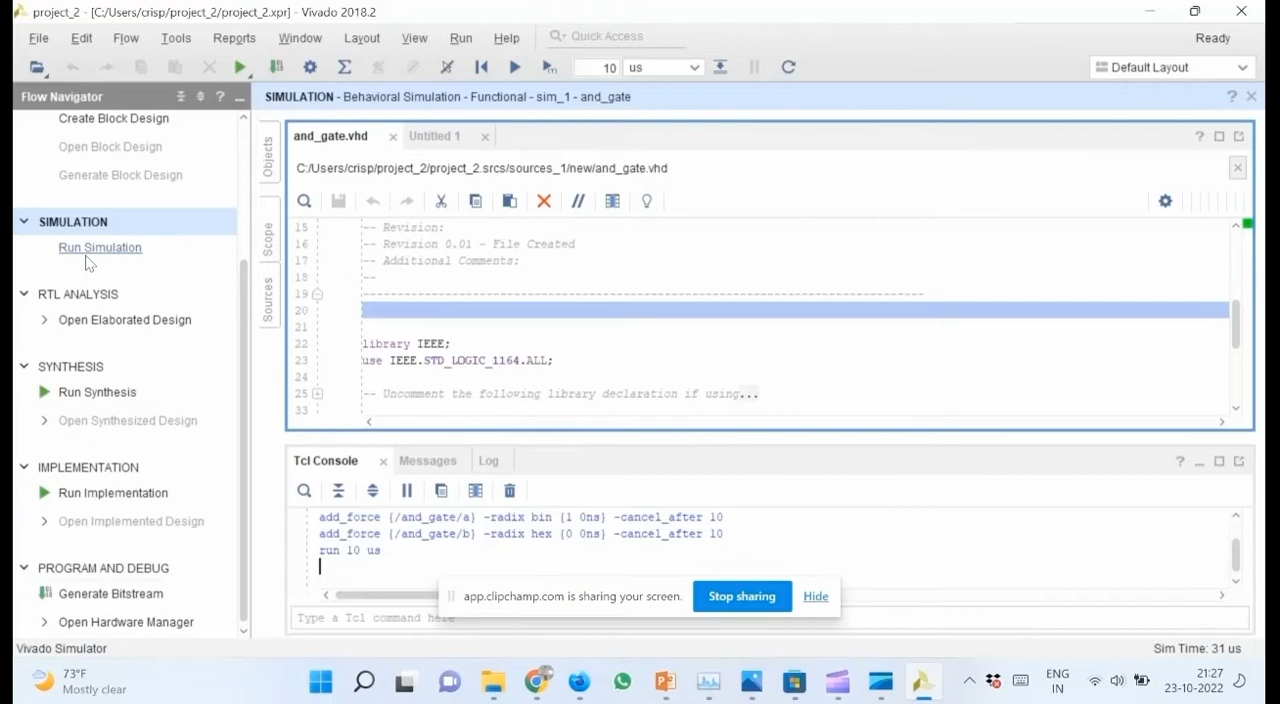 project_2 - [C:/Users/crisp/project_2/project_2.xpr] - Vivado 2018.2
File Edit Flow Tools Reports Window Layout View Run Help Quick Access Ready
10 us Default Layout
Flow Navigator
SIMULATION - Behavioral Simulation - Functional - sim_1 - and_gate
Create Block Design
Open Block Design
Generate Block Design
SIMULATION
Run Simulation
RTL ANALYSIS
Open Elaborated Design
SYNTHESIS
Run Synthesis
Open Synthesized Design
IMPLEMENTATION
Run Implementation
Open Implemented Design
PROGRAM AND DEBUG
Generate Bitstream
Open Hardware Manager
Objects
Scope
Sources
and_gate.vhd Untitled 1
C:/Users/crisp/project_2/project_2.srcs/sources_1/new/and_gate.vhd
15 -- Revision:
16 -- Revision 0.01 - File Created
17 -- Additional Comments:
18 --
19 ----------------------------------------------------------------------------------
20
21
22 library IEEE;
23 use IEEE.STD_LOGIC_1164.ALL;
24
25 -- Uncomment the following library declaration if using...
33
Tcl Console Messages Log
add_force {/and_gate/a} -radix bin {1 0ns} -cancel_after 10
add_force {/and_gate/b} -radix hex {0 0ns} -cancel_after 10
run 10 us
app.clipchamp.com is sharing your screen. Stop sharing Hide
Type a Tcl command here
Vivado Simulator Sim Time: 31 us
73°F
Mostly clear
ENG
IN
21:27
23-10-2022